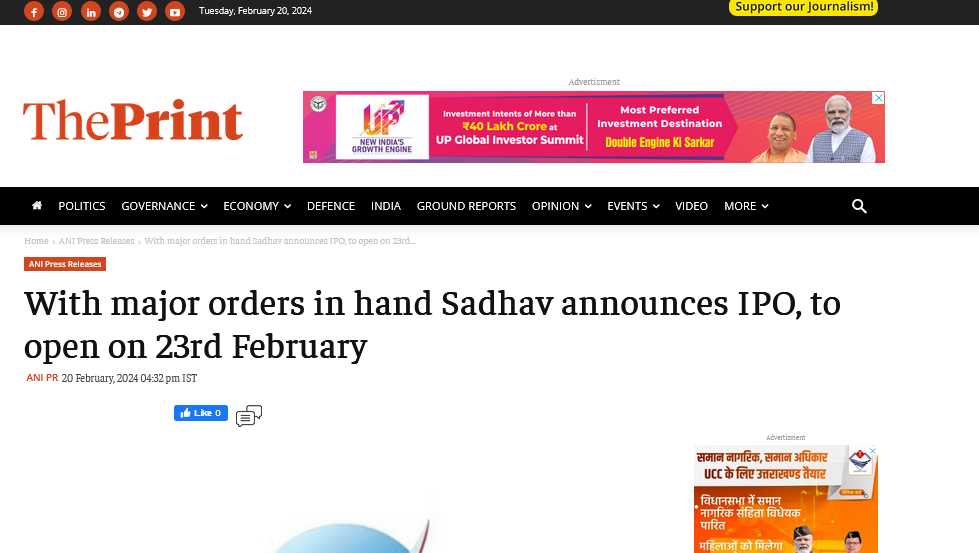 Tuesday, February 20, 2024
Support our Journalism!
Advertisment
ThePrint
UP
NEW INDIA'S
GROWTH ENGINE
Investment Intents of More than
₹40 Lakh Crore at
UP Global Investor Summit
Most Preferred
Investment Destination
Double Engine Ki Sarkar
POLITICS GOVERNANCE ECONOMY DEFENCE INDIA GROUND REPORTS OPINION EVENTS VIDEO MORE
Home › ANI Press Releases › With major orders in hand Sadhav announces IPO, to open on 23rd...
ANI Press Releases
With major orders in hand Sadhav announces IPO, to
open on 23rd February
ANI PR 20 February, 2024 04:32 pm IST
Like 0
Advertisment
समान नागरिक, समान अधिकार
UCC के लिए उत्तराखण्ड तैयार
विधानसभा में समान
नागरिक संहिता विधेयक
पारित
महिलाओं को मिलेगा